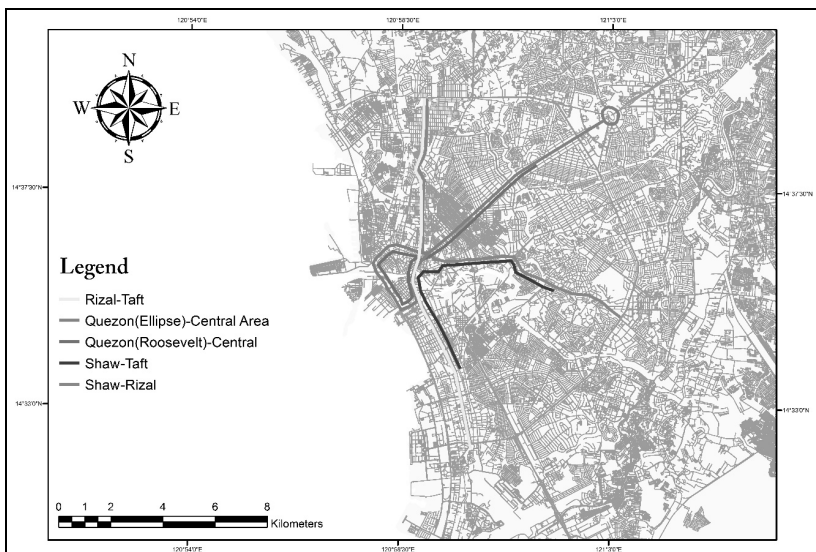 120°54'0"E 120°58'30"E 121°3'0"E
N
W E
S
14°37'30"N 14°37'30"N
Legend
Rizal-Taft
Quezon(Ellipse)-Central Area
Quezon(Roosevelt)-Central
Shaw-Taft
Shaw-Rizal
14°33'0"N 14°33'0"N
0 1 2 4 6 8
Kilometers
120°54'0"E 120°58'30"E 121°3'0"E